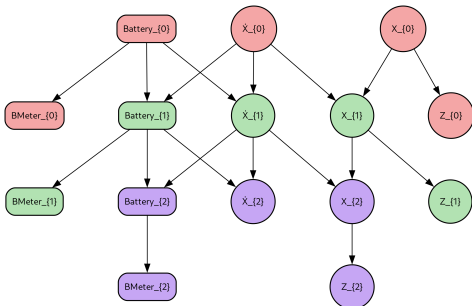 Battery_{0}
Ẋ_{0}
X_{0}
BMeter_{0}
Battery_{1}
Ẋ_{1}
X_{1}
Z_{0}
BMeter_{1}
Battery_{2}
Ẋ_{2}
X_{2}
Z_{1}
BMeter_{2}
Z_{2}